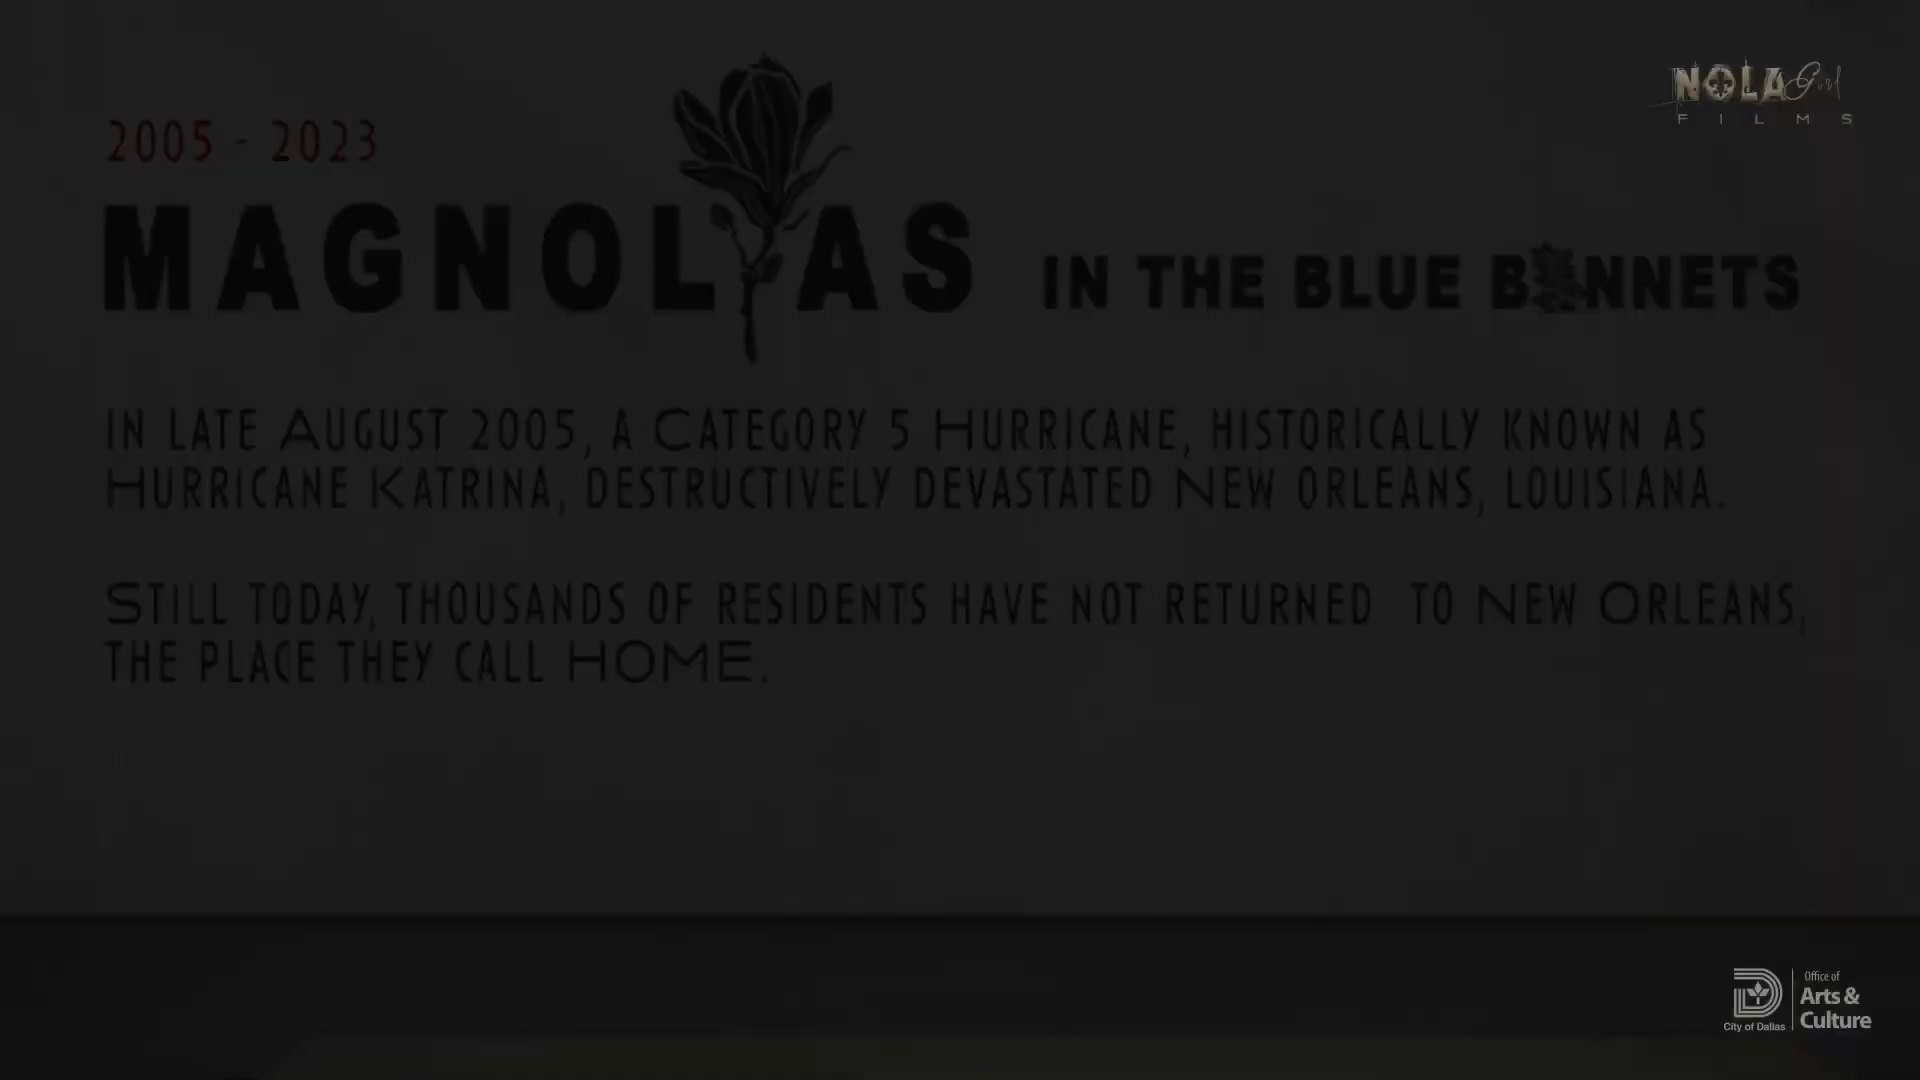 NOLA Girl
FILMS
2005 - 2023
MAGNOLIAS IN THE BLUE BONNETS
IN LATE AUGUST 2005, A CATEGORY 5 HURRICANE, HISTORICALLY KNOWN AS
HURRICANE KATRINA, DESTRUCTIVELY DEVASTATED NEW ORLEANS, LOUISIANA.
STILL TODAY, THOUSANDS OF RESIDENTS HAVE NOT RETURNED TO NEW ORLEANS,
THE PLACE THEY CALL HOME.
City of Dallas
Office of
Arts &
Culture